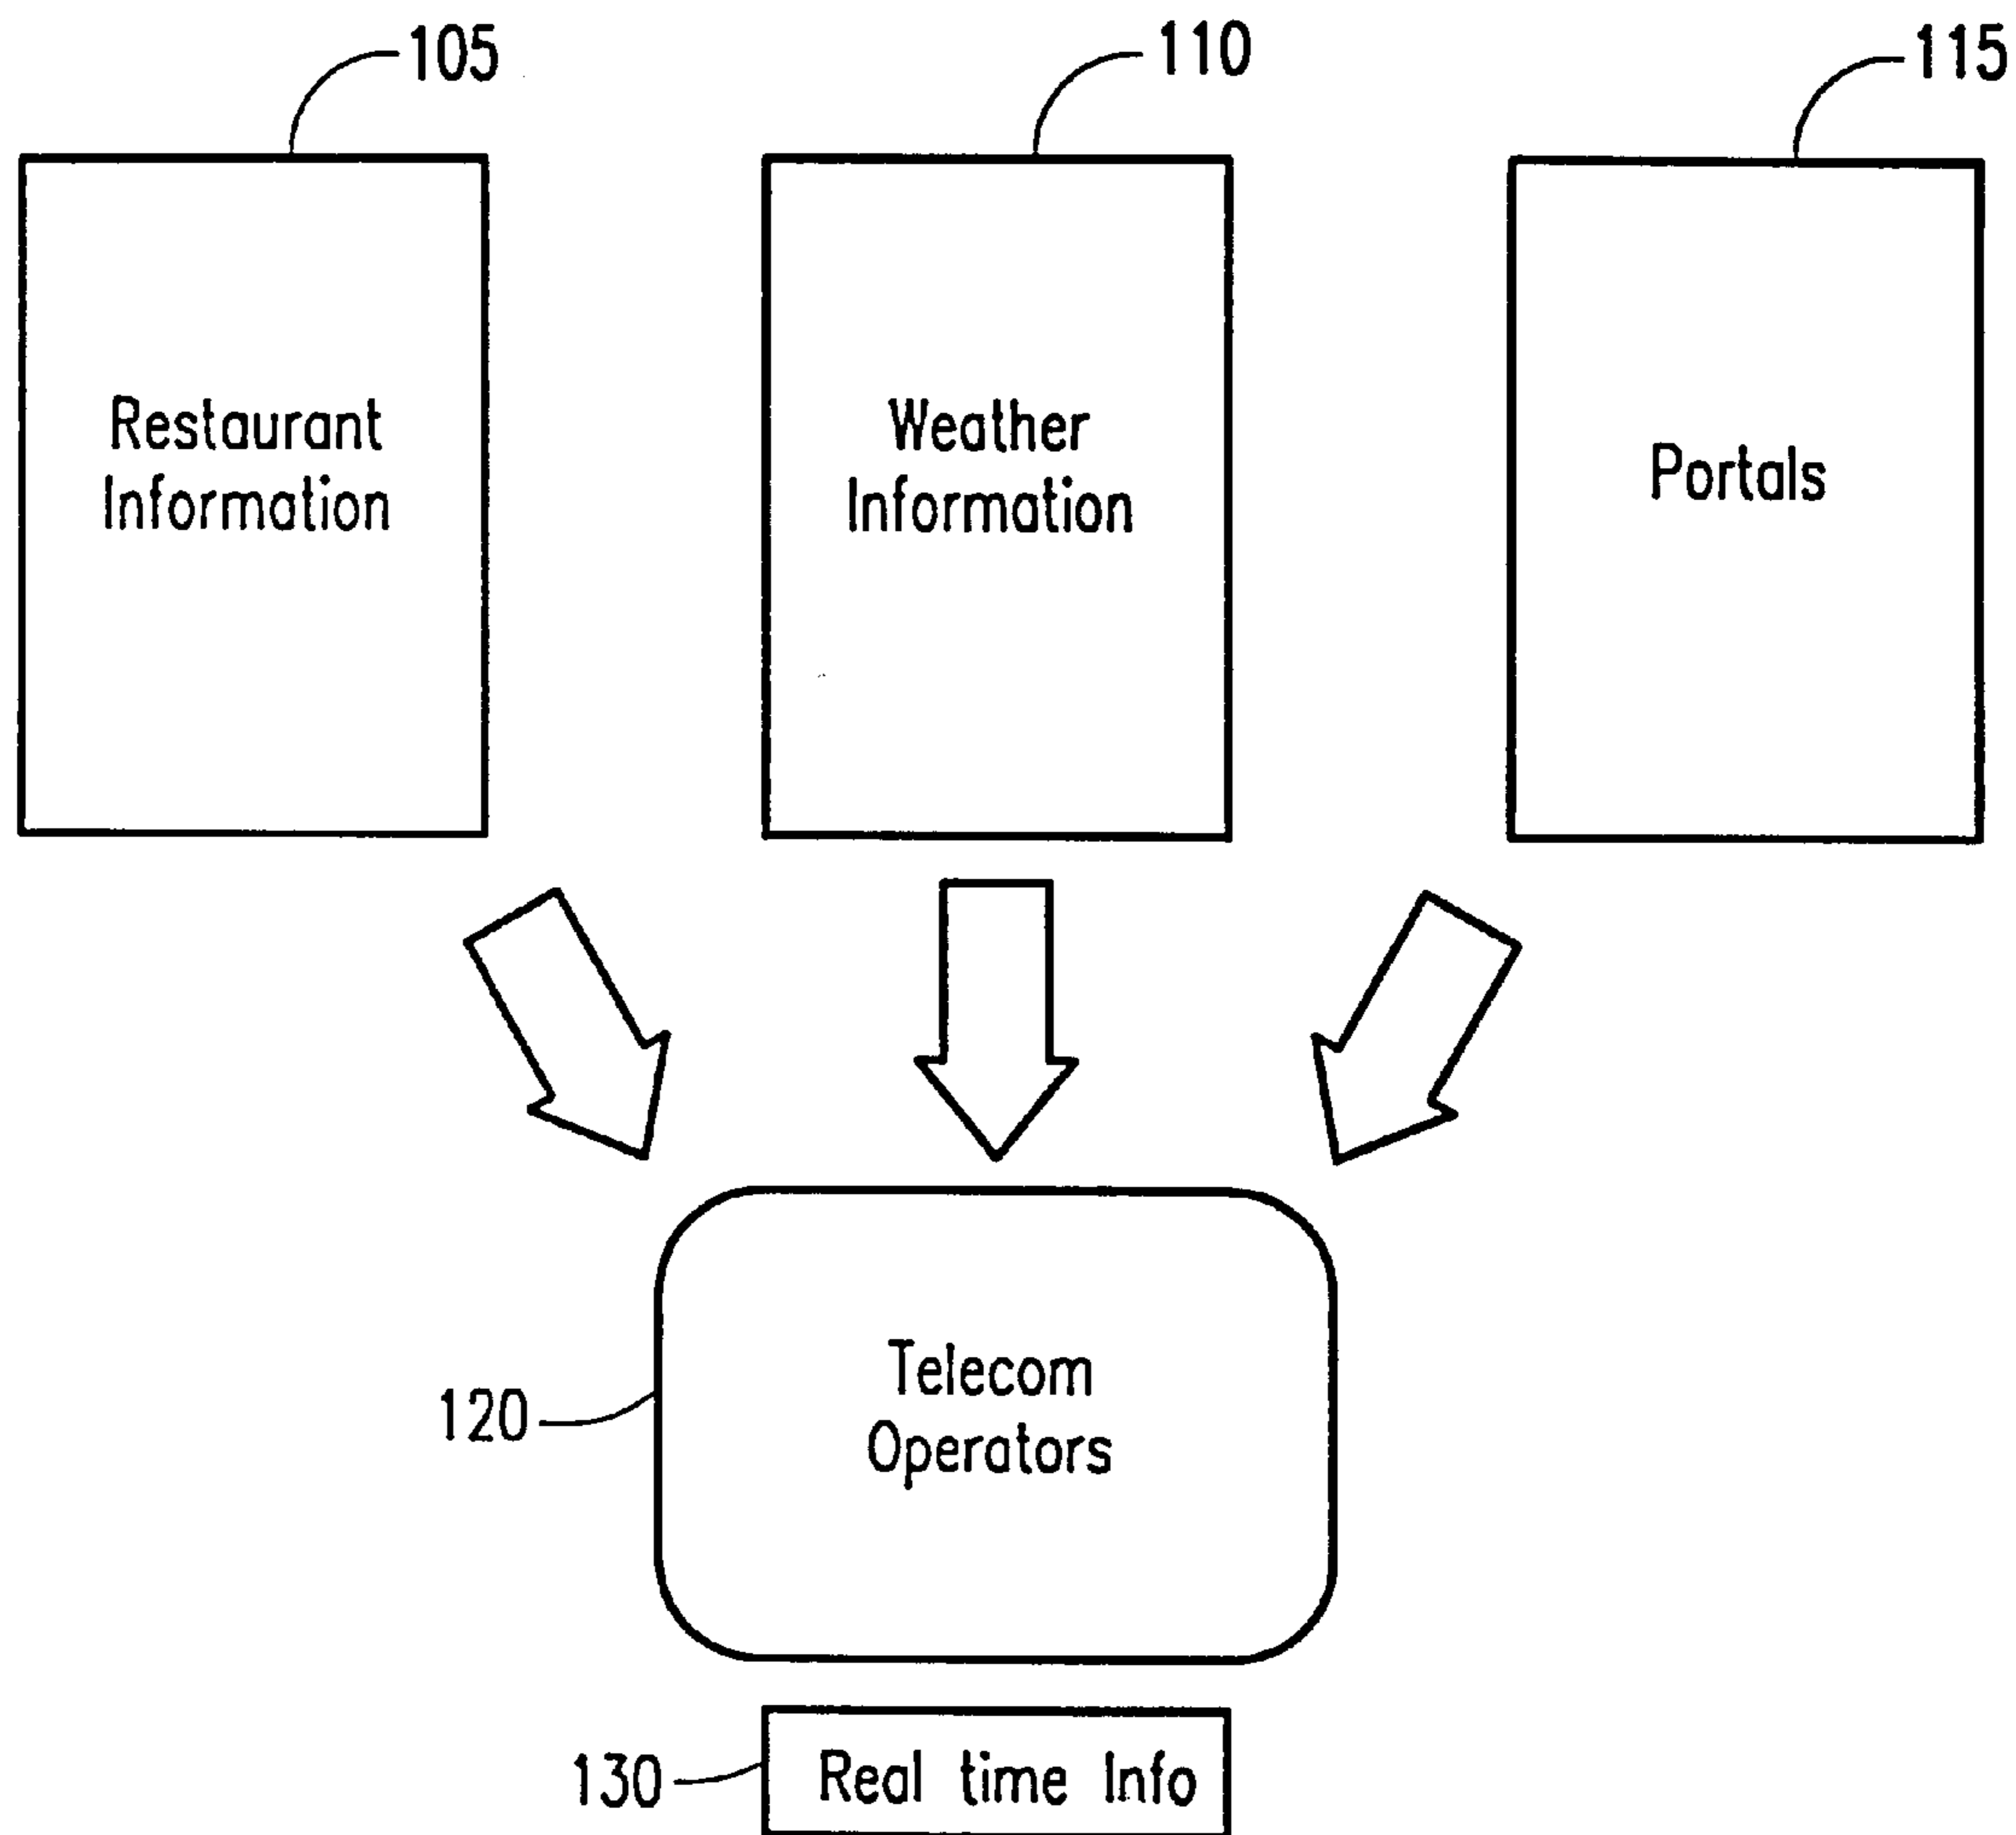 105
110
115
Restaurant
Information
Weather
Information
Portals
Telecom
Operators
120
130
Real time Info